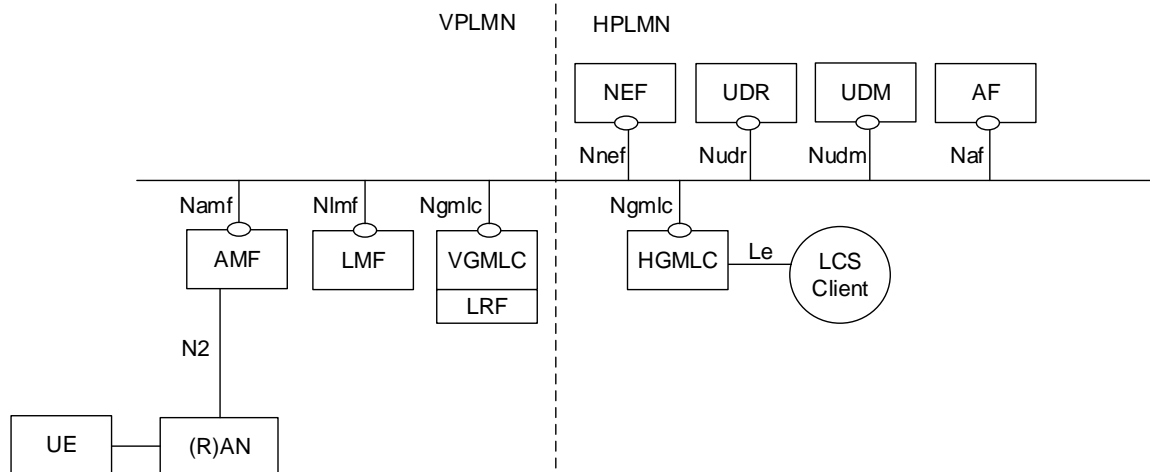 VPLMN
HPLMN
NEF
UDR
UDM
AF
Nnef
Nudr
Nudm
Naf
Namf
Nlmf
Ngmlc
Ngmlc
AMF
LMF
VGMLC
LRF
HGMLC
Le
LCS
Client
N2
UE
(R)AN